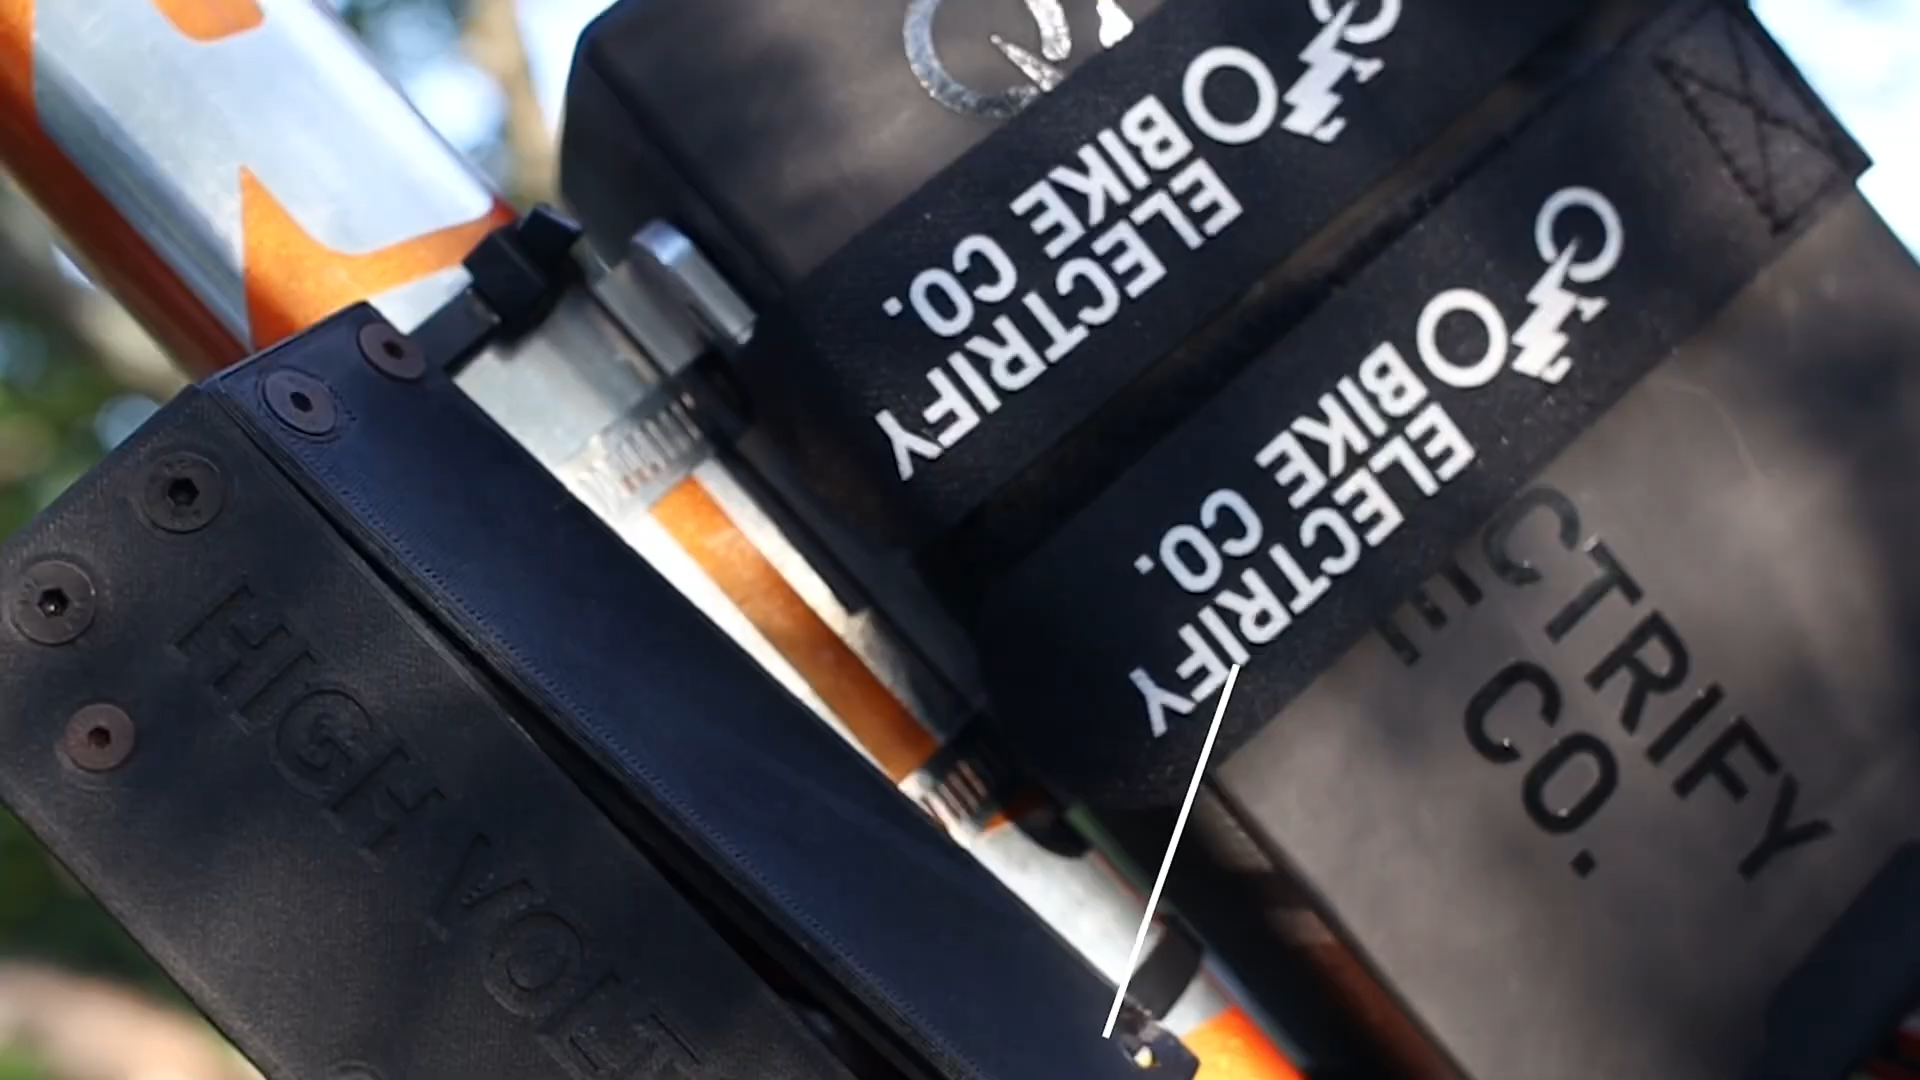 ELECTRIFY
BIKE CO.
ELECTRIFY
BIKE CO.
CTRIFY
E CO.
HIGH VOLT